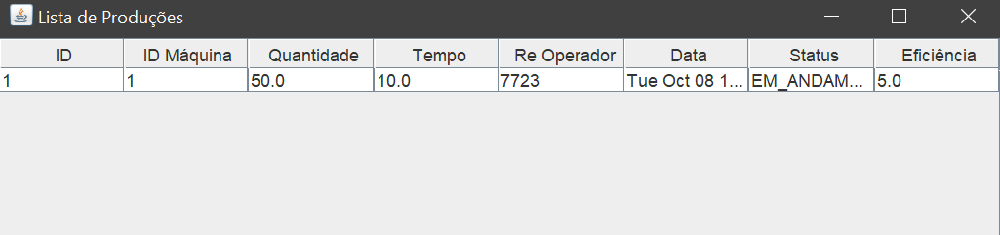 Lista de Produções
ID ID Máquina Quantidade Tempo Re Operador Data Status Eficiência
1 1 50.0 10.0 7723 Tue Oct 08 1... EM_ANDAM... 5.0